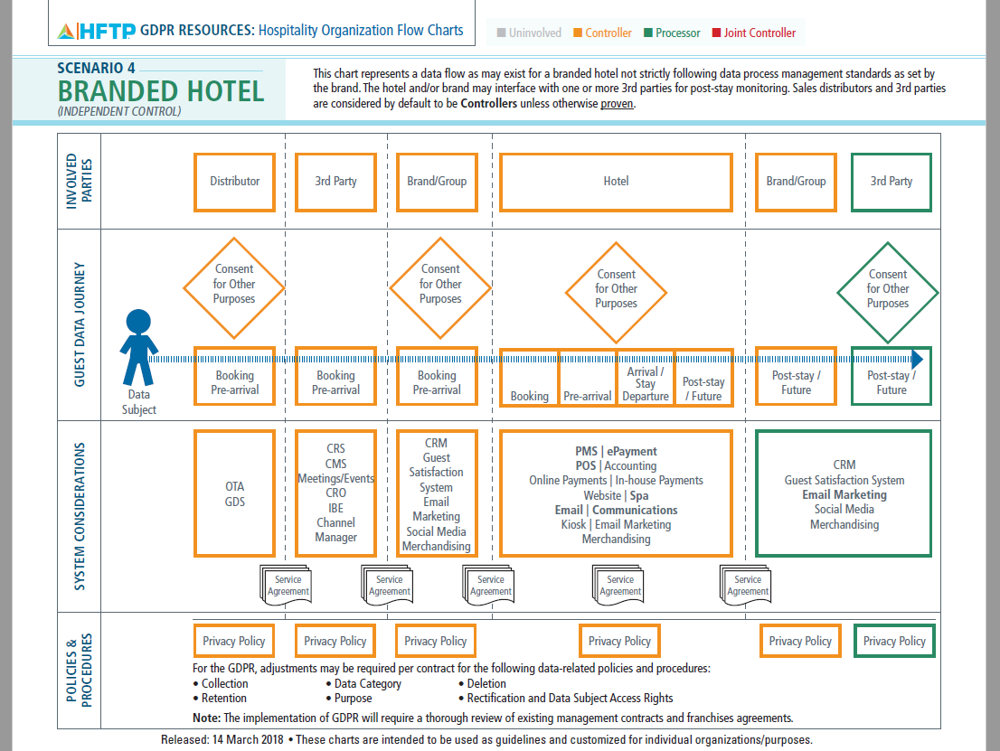 HFTP GDPR RESOURCES: Hospitality Organization Flow Charts
Uninvolved Controller Processor Joint Controller
SCENARIO 4
BRANDED HOTEL
(INDEPENDENT CONTROL)
This chart represents a data flow as may exist for a branded hotel not strictly following data process management standards as set by
the brand. The hotel and/or brand may interface with one or more 3rd parties for post-stay monitoring. Sales distributors and 3rd parties
are considered by default to be Controllers unless otherwise proven.
INVOLVED
PARTIES
Distributor
3rd Party
Brand/Group
Hotel
Brand/Group
3rd Party
GUEST DATA JOURNEY
Consent
for Other
Purposes
Consent
for Other
Purposes
Consent
for Other
Purposes
Consent
for Other
Purposes
Data
Subject
Booking
Pre-arrival
Booking
Pre-arrival
Booking
Pre-arrival
Booking
Pre-arrival
Arrival /
Stay
Departure
Post-stay
/ Future
Post-stay /
Future
Post-stay /
Future
SYSTEM CONSIDERATIONS
OTA
GDS
CRS
CMS
Meetings/Events
CRO
IBE
Channel
Manager
CRM
Guest
Satisfaction
System
Email
Marketing
Social Media
Merchandising
PMS | ePayment
POS | Accounting
Online Payments | In-house Payments
Website | Spa
Email | Communications
Kiosk | Email Marketing
Merchandising
CRM
Guest Satisfaction System
Email Marketing
Social Media
Merchandising
Service
Agreement
Service
Agreement
Service
Agreement
Service
Agreement
Service
Agreement
POLICIES &
PROCEDURES
Privacy Policy
Privacy Policy
Privacy Policy
Privacy Policy
Privacy Policy
Privacy Policy
For the GDPR, adjustments may be required per contract for the following data-related policies and procedures:
• Collection • Data Category • Deletion
• Retention • Purpose • Rectification and Data Subject Access Rights
Note: The implementation of GDPR will require a thorough review of existing management contracts and franchises agreements.
Released: 14 March 2018 • These charts are intended to be used as guidelines and customized for individual organizations/purposes.